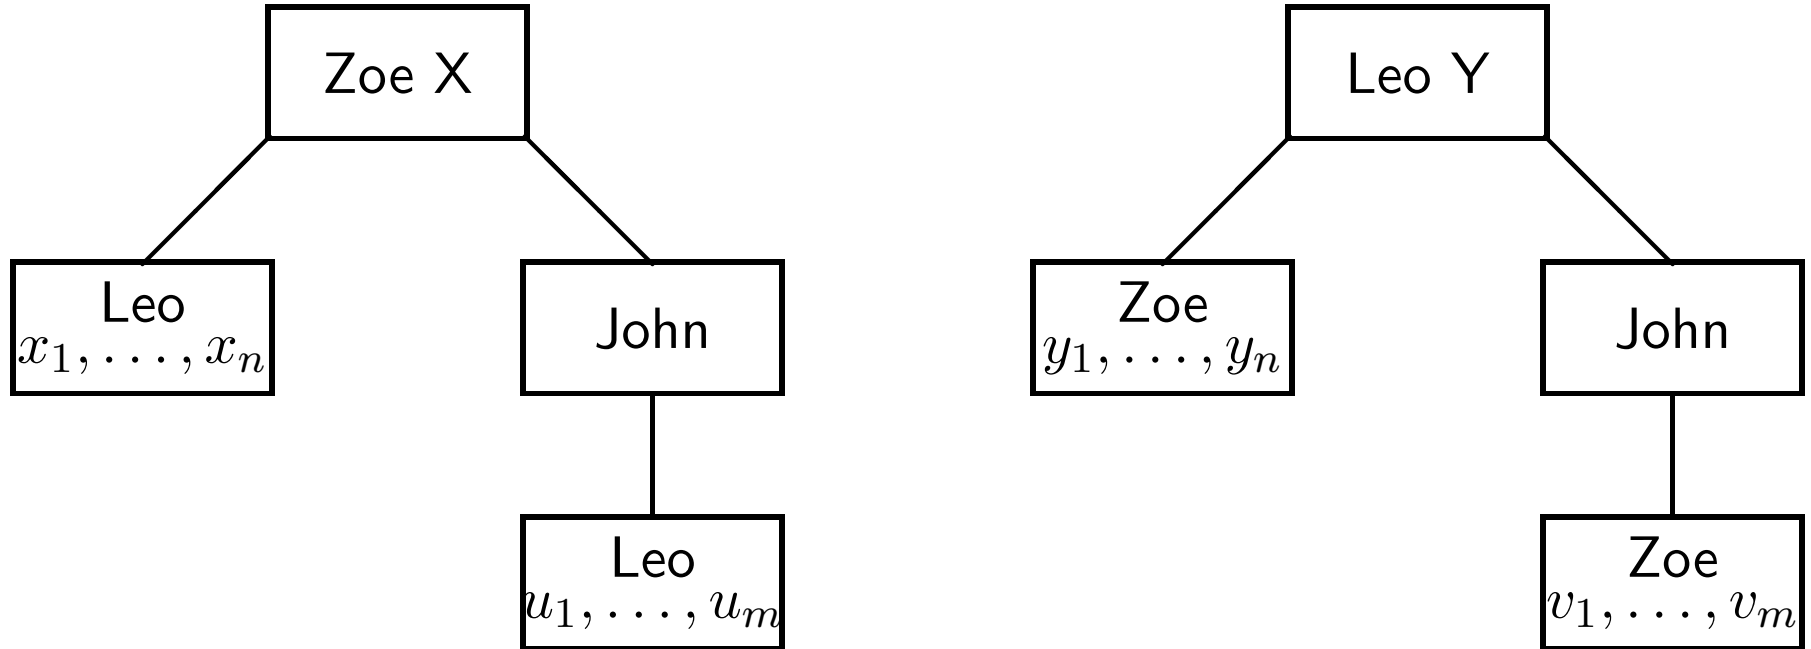 Zoe X
Leo Y
Leo
x₁, . . . , xₙ
John
Zoe
y₁, . . . , yₙ
John
Leo
u₁, . . . , uₘ
Zoe
v₁, . . . , vₘ